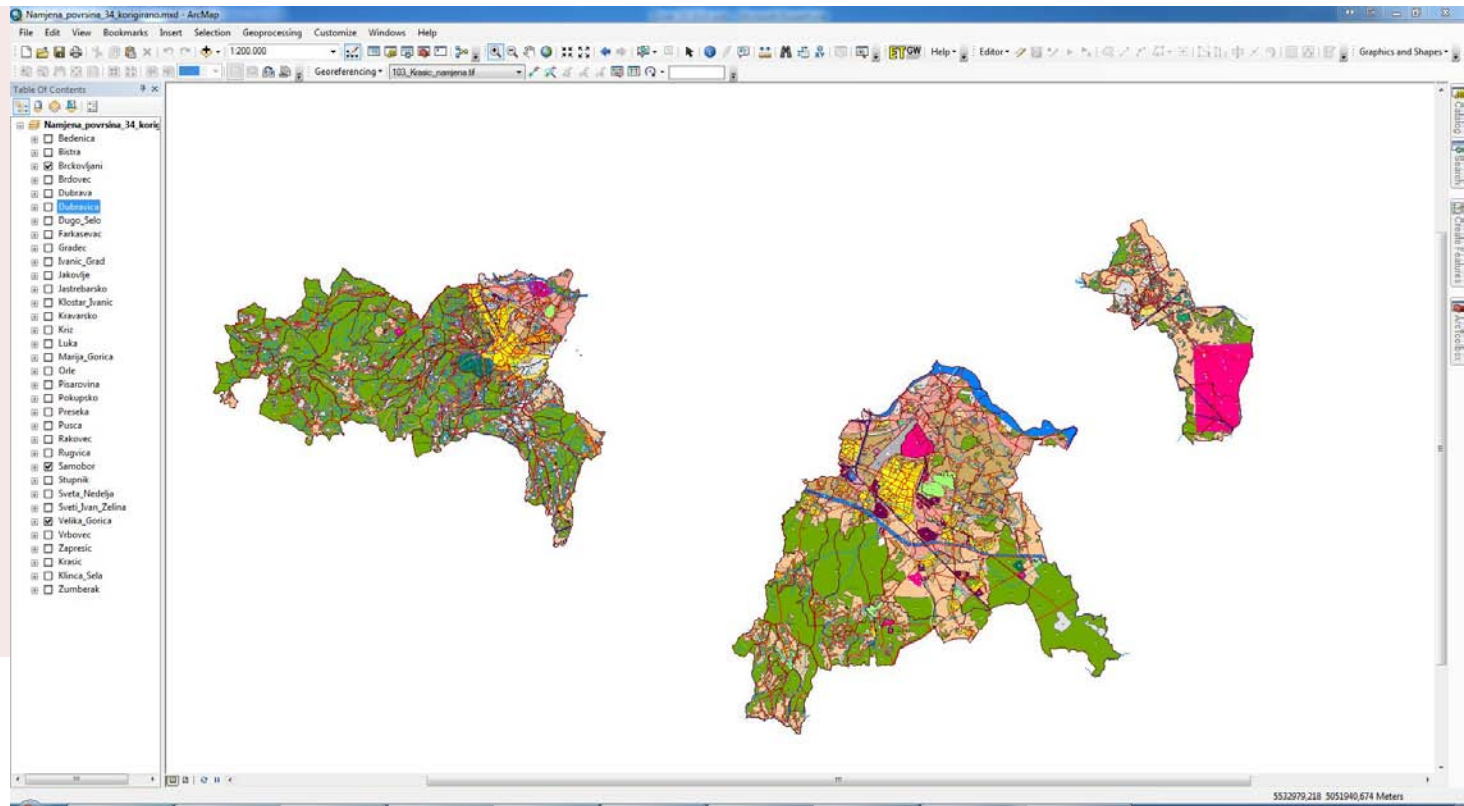 Namjena_povrsina_34_korigirano.mxd - ArcMap
File Edit View Bookmarks Insert Selection Geoprocessing Customize Windows Help
1:200.000 ETGW Help Editor Graphics and Shapes
Georeferencing 103_Krasic_namjena.tif
Table Of Contents
Namjena_povrsina_34_korig
Bedenica
Bistra
Brckovljani
Brdovec
Dubrava
Dubravica
Dugo_Selo
Farkasevac
Gradec
Ivanic_Grad
Jakovlje
Jastrebarsko
Klostar_Ivanic
Kravarsko
Kriz
Luka
Marija_Gorica
Orle
Pisarovina
Pokupsko
Preseka
Pusca
Rakovec
Rugvica
Samobor
Stupnik
Sveta_Nedelja
Sveti_Ivan_Zelina
Velika_Gorica
Vrbovec
Zapresic
Krasic
Klinca_Sela
Zumberak
Catalog
Search
Create Features
ArcToolbox
5532979,218 5051940,674 Meters